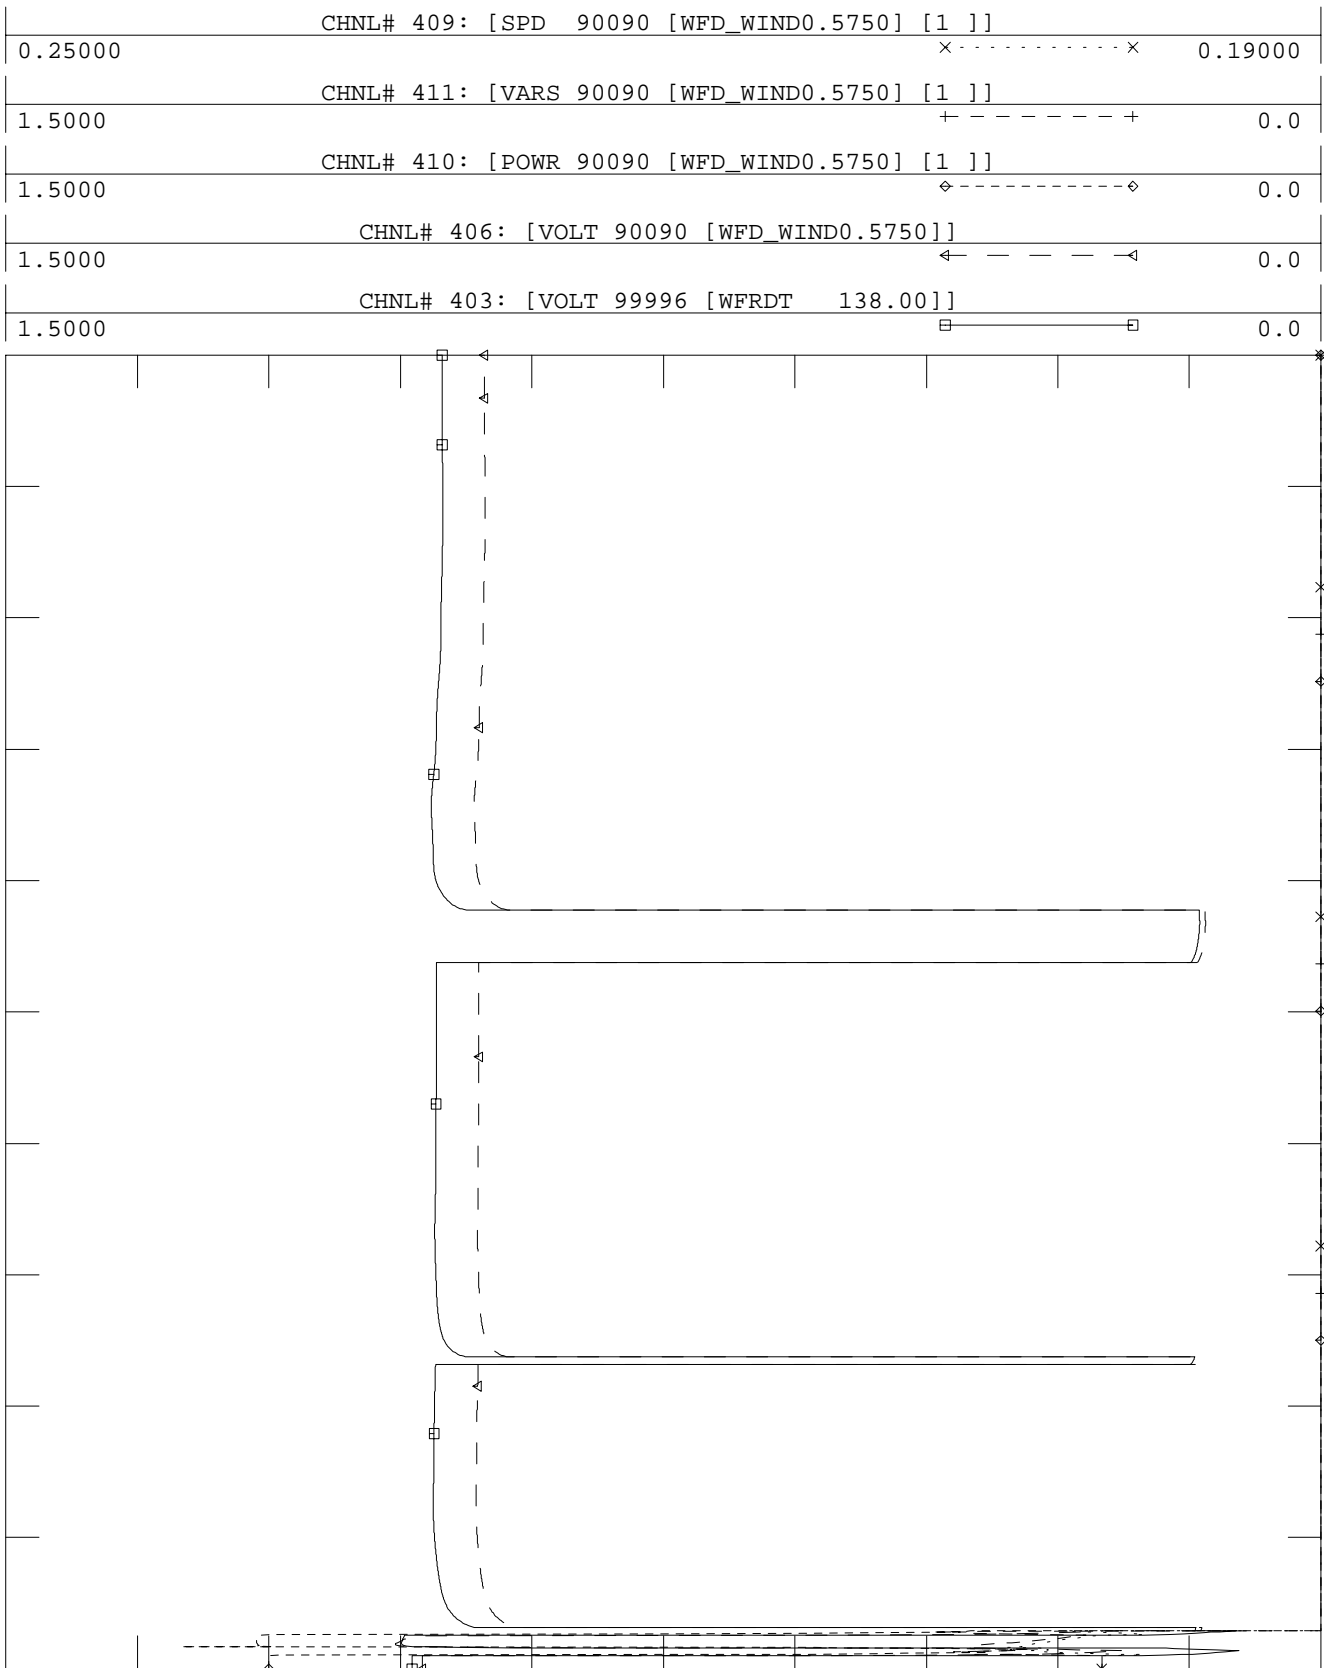 CHNL# 409: [SPD  90090 [WFD_WIND0.5750] [1 ]]
0.25000 0.19000
CHNL# 411: [VARS 90090 [WFD_WIND0.5750] [1 ]]
1.5000 0.0
CHNL# 410: [POWR 90090 [WFD_WIND0.5750] [1 ]]
1.5000 0.0
CHNL# 406: [VOLT 90090 [WFD_WIND0.5750]]
1.5000 0.0
CHNL# 403: [VOLT 99996 [WFRDT   138.00]]
1.5000 0.0